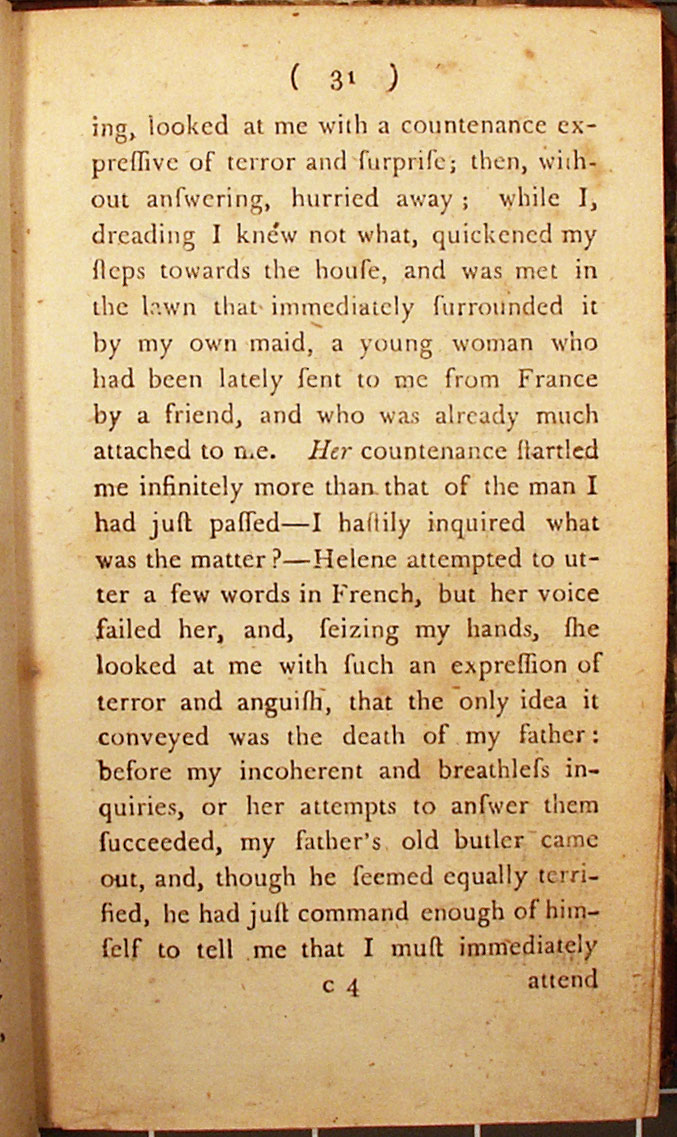 ( 31 )
ing, looked at me with a countenance ex-
preſſive of terror and ſurpriſe; then, with-
out anſwering, hurried away ; while I,
dreading I knew not what, quickened my
ſteps towards the houſe, and was met in
the lawn that immediately ſurrounded it
by my own maid, a young woman who
had been lately ſent to me from France
by a friend, and who was already much
attached to me. Her countenance ſtartled
me infinitely more than that of the man I
had juſt paſſed—I haſtily inquired what
was the matter ?—Helene attempted to ut-
ter a few words in French, but her voice
failed her, and, ſeizing my hands, ſhe
looked at me with ſuch an expreſſion of
terror and anguiſh, that the only idea it
conveyed was the death of my father :
before my incoherent and breathleſs in-
quiries, or her attempts to anſwer them
ſucceeded, my father's old butler came
out, and, though he ſeemed equally terri-
fied, he had juſt command enough of him-
ſelf to tell me that I muſt immediately
c 4 attend